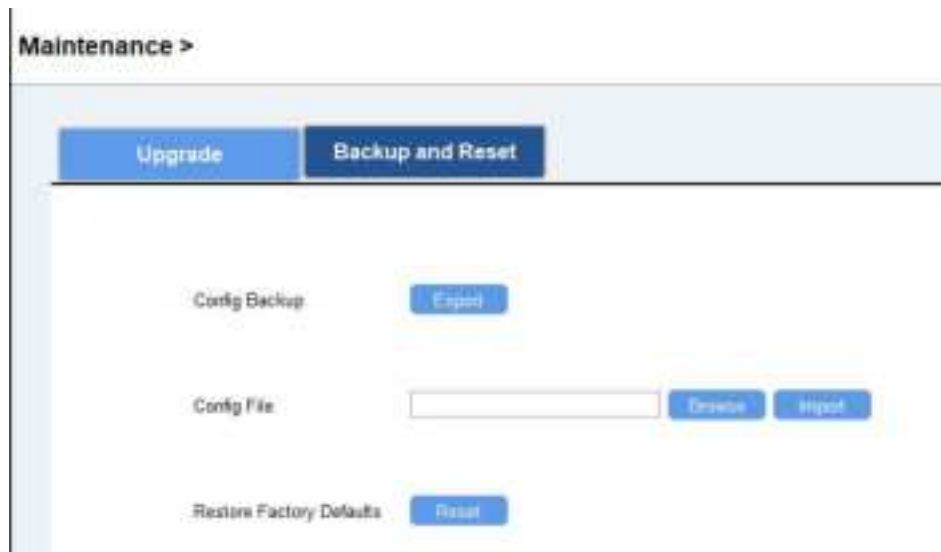 Maintenance >
Upgrade
Backup and Reset
Config Backup
Export
Config File
Browse
Import
Restore Factory Defaults
Reset